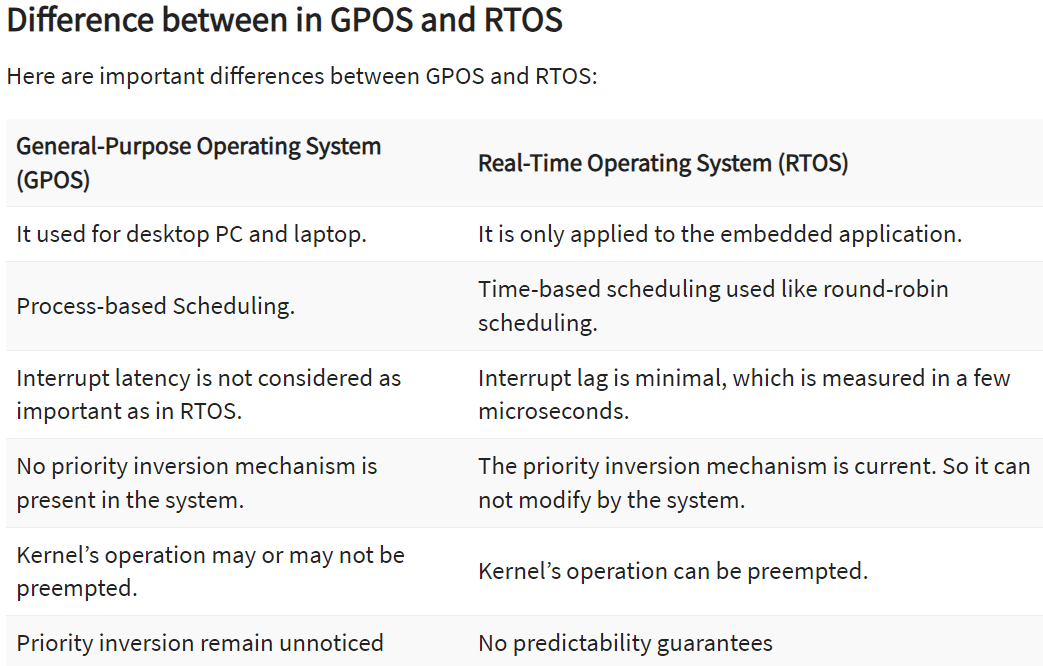 Difference between in GPOS and RTOS
Here are important differences between GPOS and RTOS:
General-Purpose Operating System
(GPOS)
Real-Time Operating System (RTOS)
It used for desktop PC and laptop.
It is only applied to the embedded application.
Process-based Scheduling.
Time-based scheduling used like round-robin
scheduling.
Interrupt latency is not considered as
important as in RTOS.
Interrupt lag is minimal, which is measured in a few
microseconds.
No priority inversion mechanism is
present in the system.
The priority inversion mechanism is current. So it can
not modify by the system.
Kernel’s operation may or may not be
preempted.
Kernel’s operation can be preempted.
Priority inversion remain unnoticed
No predictability guarantees